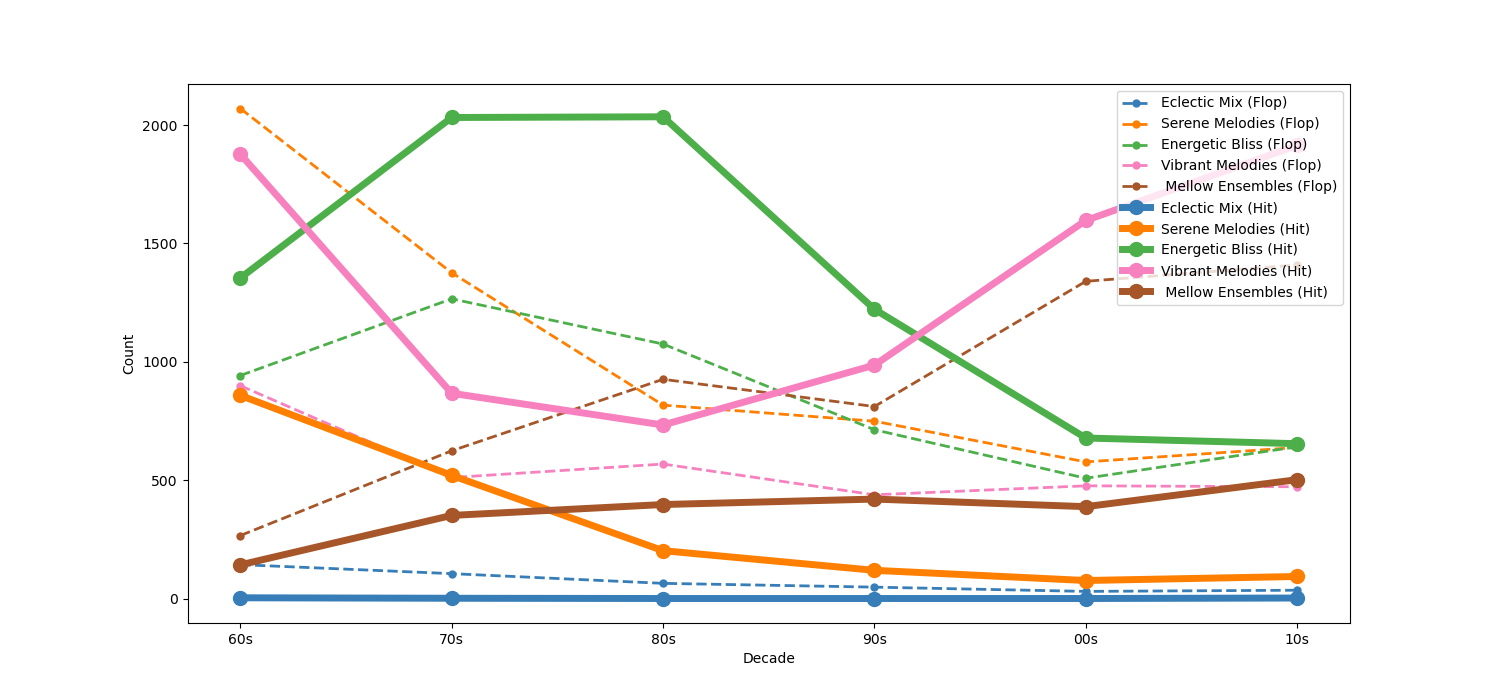 2000
1500
1000
500
0
Count
60s 70s 80s 90s 00s 10s
Decade
Eclectic Mix (Flop)
Serene Melodies (Flop)
Energetic Bliss (Flop)
Vibrant Melodies (Flop)
Mellow Ensembles (Flop)
Eclectic Mix (Hit)
Serene Melodies (Hit)
Energetic Bliss (Hit)
Vibrant Melodies (Hit)
Mellow Ensembles (Hit)